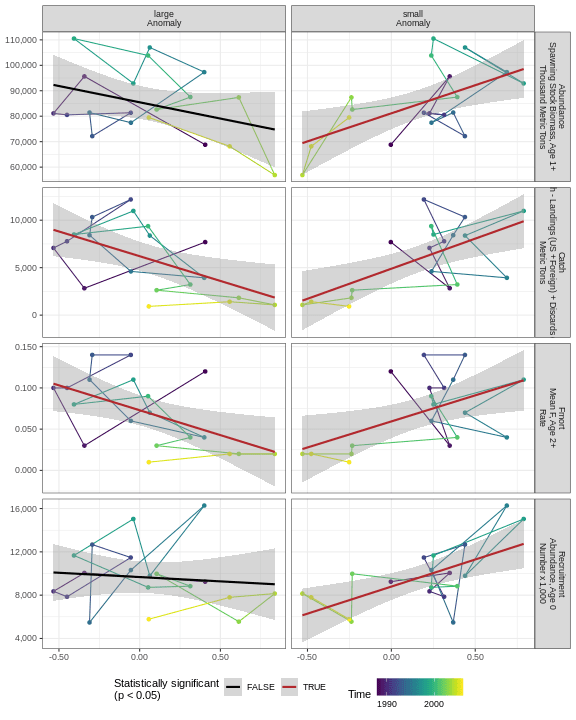 large
Anomaly
small
Anomaly
110,000
100,000
90,000
80,000
70,000
60,000
Abundance
Spawning Stock Biomass, Age 1+
Thousand Metric Tons
10,000
5,000
0
Catch
h - Landings (US +Foreign) + Discards
Metric Tons
0.150
0.100
0.050
0.000
Fmort
Mean F, Age 2+
Rate
16,000
12,000
8,000
4,000
Recruitment
Abundance, Age 0
Number x 1,000
-0.50 0.00 0.50 -0.50 0.00 0.50
Statistically significant
(p < 0.05)
FALSE TRUE
Time
1990 2000